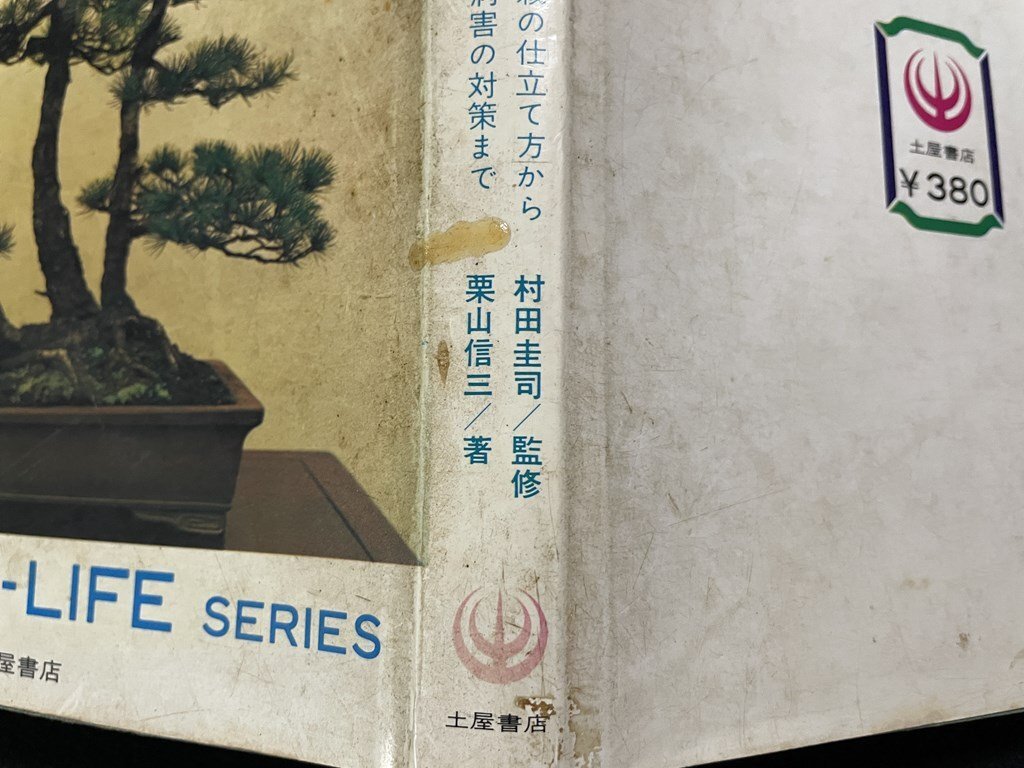 -LIFE SERIES
屋書店
の仕立て方から
害の対策まで
村田圭司／監修
栗山信三／著
土屋書店
土屋書店
¥380